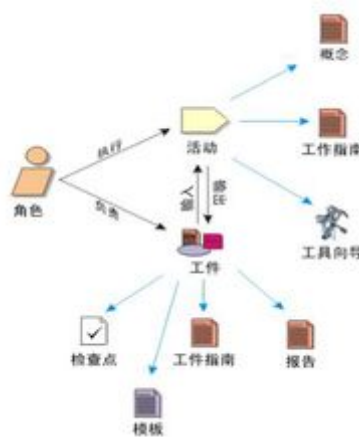 概念
执行
活动
工作指南
角色
负责
输入
输出
工具向导
工件
检查点
工件指南
报告
模板